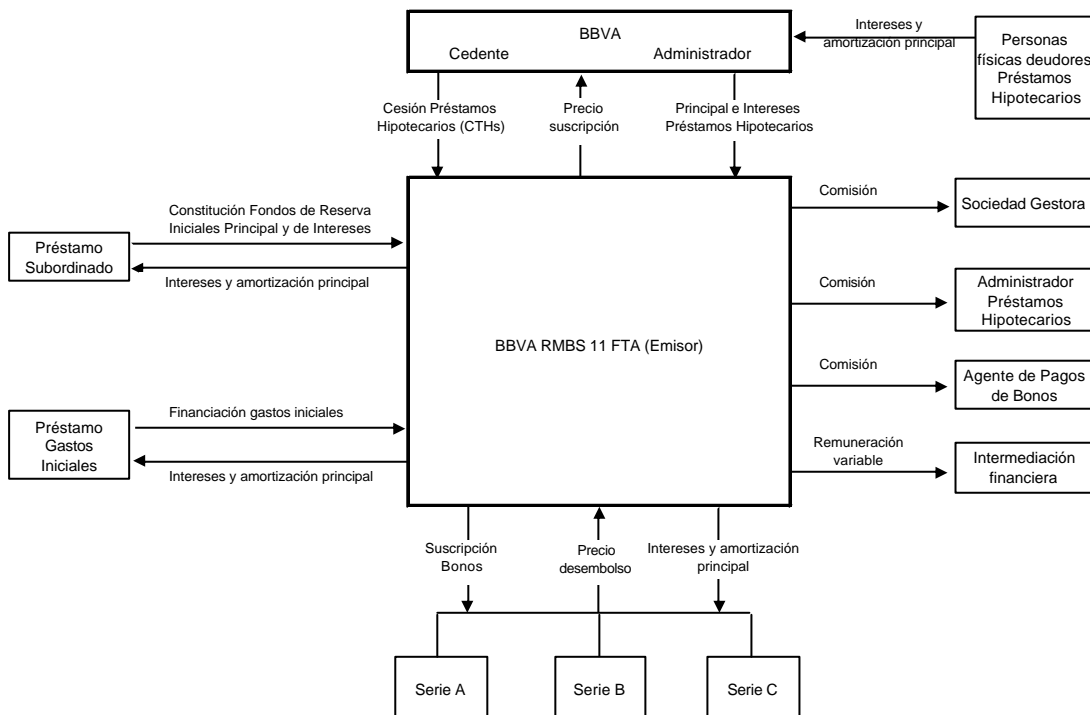 BBVA
Cedente
Administrador
Intereses y
amortización principal
Personas
físicas deudores
Préstamos
Hipotecarios
Cesión Préstamos
Hipotecarios (CTHs)
Precio
suscripción
Principal e Intereses
Préstamos Hipotecarios
Constitución Fondos de Reserva
Iniciales Principal y de Intereses
Préstamo
Subordinado
Intereses y amortización principal
Comisión
Sociedad Gestora
Comisión
Administrador
Préstamos
Hipotecarios
BBVA RMBS 11 FTA (Emisor)
Comisión
Agente de Pagos
de Bonos
Financiación gastos iniciales
Préstamo
Gastos
Iniciales
Intereses y amortización principal
Remuneración
variable
Intermediación
financiera
Suscripción
Bonos
Precio
desembolso
Intereses y amortización
principal
Serie A
Serie B
Serie C